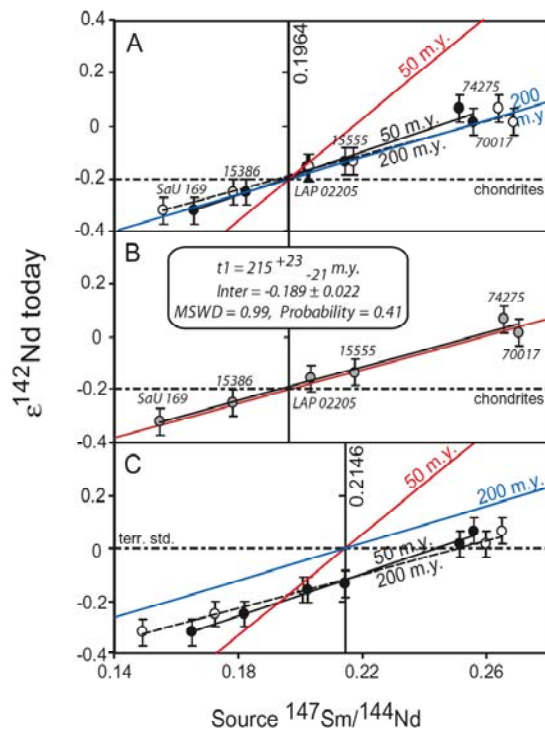 A
0.4
0.2
0
-0.2
-0.4
0.1964
50 m.y.
74275
200
m.y.
15555
50 m.y.
200 m.y.
70017
15386
SaU 169
LAP 02205
chondrites
B
t1 = 215 +23 -21 m.y.
Inter = -0.189 ± 0.022
MSWD = 0.99, Probability = 0.41
0.2
0
-0.2
-0.4
74275
70017
15555
15386
SaU 169
LAP 02205
chondrites
ε142Nd today
C
0.2
0
-0.2
-0.4
0.2146
50 m.y.
200 m.y.
terr. std.
50 m.y.
200 m.y.
0.14
0.18
0.22
0.26
Source 147Sm/144Nd